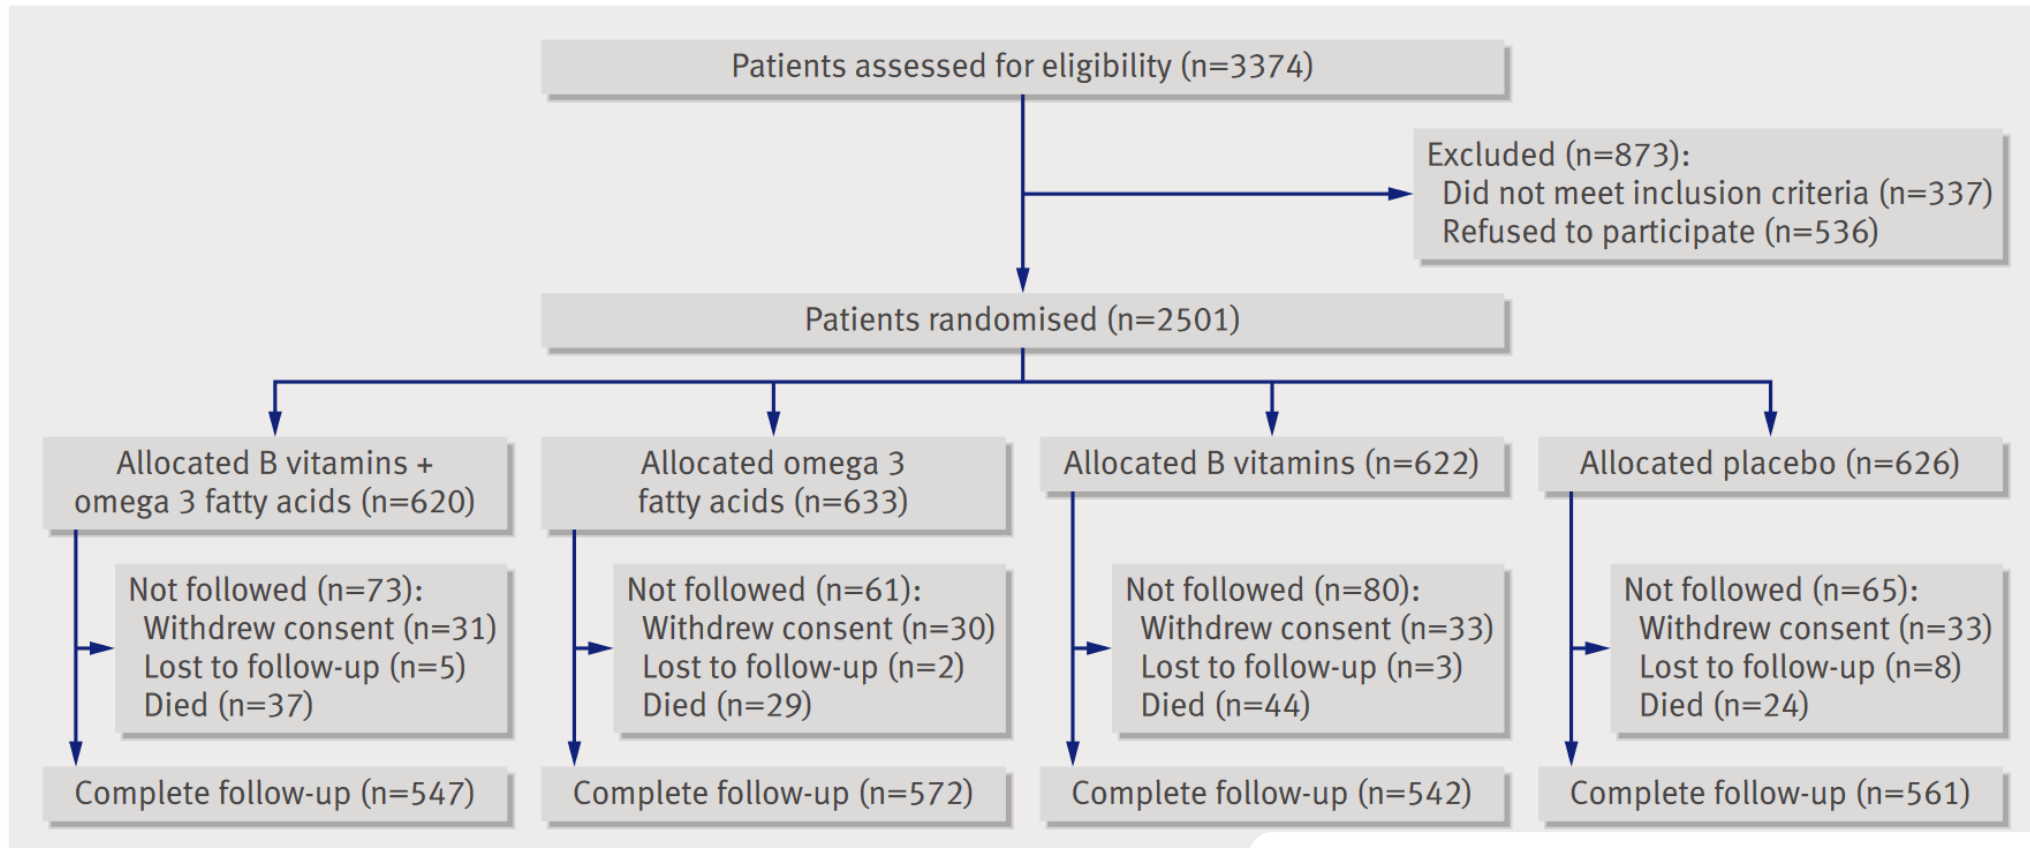 Patients assessed for eligibility (n=3374)
Excluded (n=873):
Did not meet inclusion criteria (n=337)
Refused to participate (n=536)
Patients randomised (n=2501)
Allocated B vitamins +
omega 3 fatty acids (n=620)
Allocated omega 3
fatty acids (n=633)
Allocated B vitamins (n=622)
Allocated placebo (n=626)
Not followed (n=73):
Withdrew consent (n=31)
Lost to follow-up (n=5)
Died (n=37)
Not followed (n=61):
Withdrew consent (n=30)
Lost to follow-up (n=2)
Died (n=29)
Not followed (n=80):
Withdrew consent (n=33)
Lost to follow-up (n=3)
Died (n=44)
Not followed (n=65):
Withdrew consent (n=33)
Lost to follow-up (n=8)
Died (n=24)
Complete follow-up (n=547)
Complete follow-up (n=572)
Complete follow-up (n=542)
Complete follow-up (n=561)